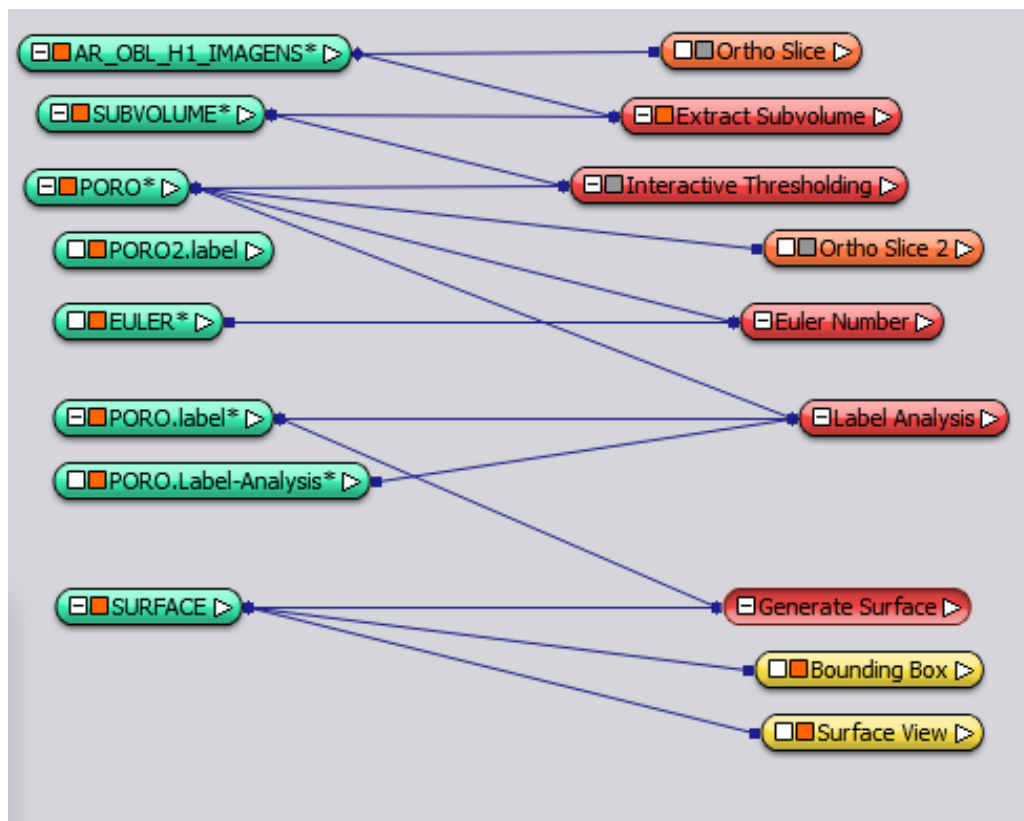 AR_OBL_H1_IMAGENS*
Ortho Slice
SUBVOLUME*
Extract Subvolume
PORO*
Interactive Thresholding
PORO2.label
Ortho Slice 2
EULER*
Euler Number
PORO.label*
Label Analysis
PORO.Label-Analysis*
SURFACE
Generate Surface
Bounding Box
Surface View